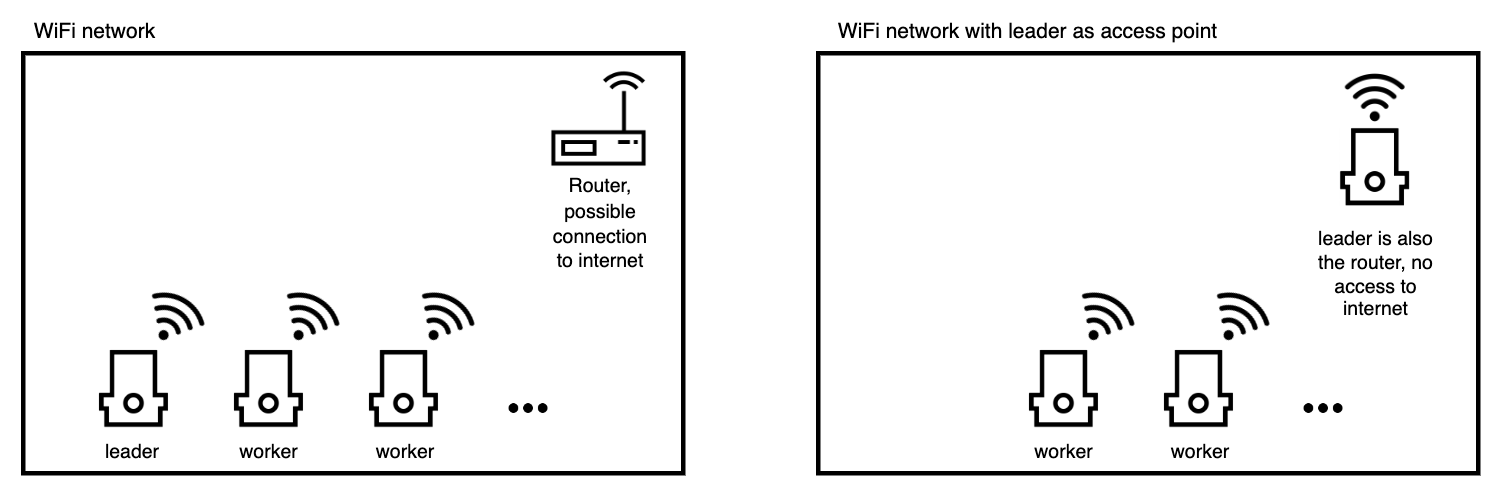 WiFi network
Router,
possible
connection
to internet
leader
worker
worker
WiFi network with leader as access point
leader is also
the router, no
access to
internet
worker
worker